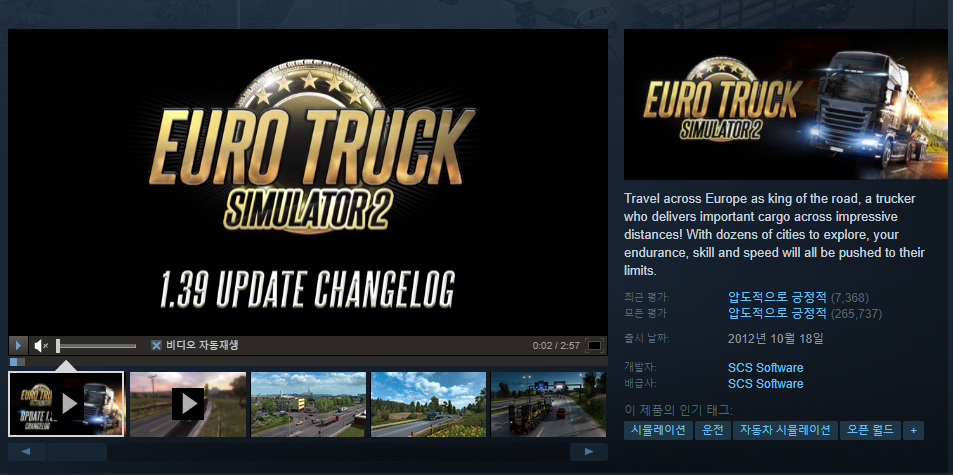 EURO TRUCK
SIMULATOR 2
1.39 UPDATE CHANGELOG
비디오 자동재생
0:02 / 2:57
EURO TRUCK
SIMULATOR 2
Travel across Europe as king of the road, a trucker
who delivers important cargo across impressive
distances! With dozens of cities to explore, your
endurance, skill and speed will all be pushed to their
limits.
최근 평가: 압도적으로 긍정적 (7,368)
모든 평가 압도적으로 긍정적 (265,737)
출시 날짜: 2012년 10월 18일
개발자: SCS Software
배급사: SCS Software
이 제품의 인기 태그:
시뮬레이션 운전 자동차 시뮬레이션 오픈 월드 +